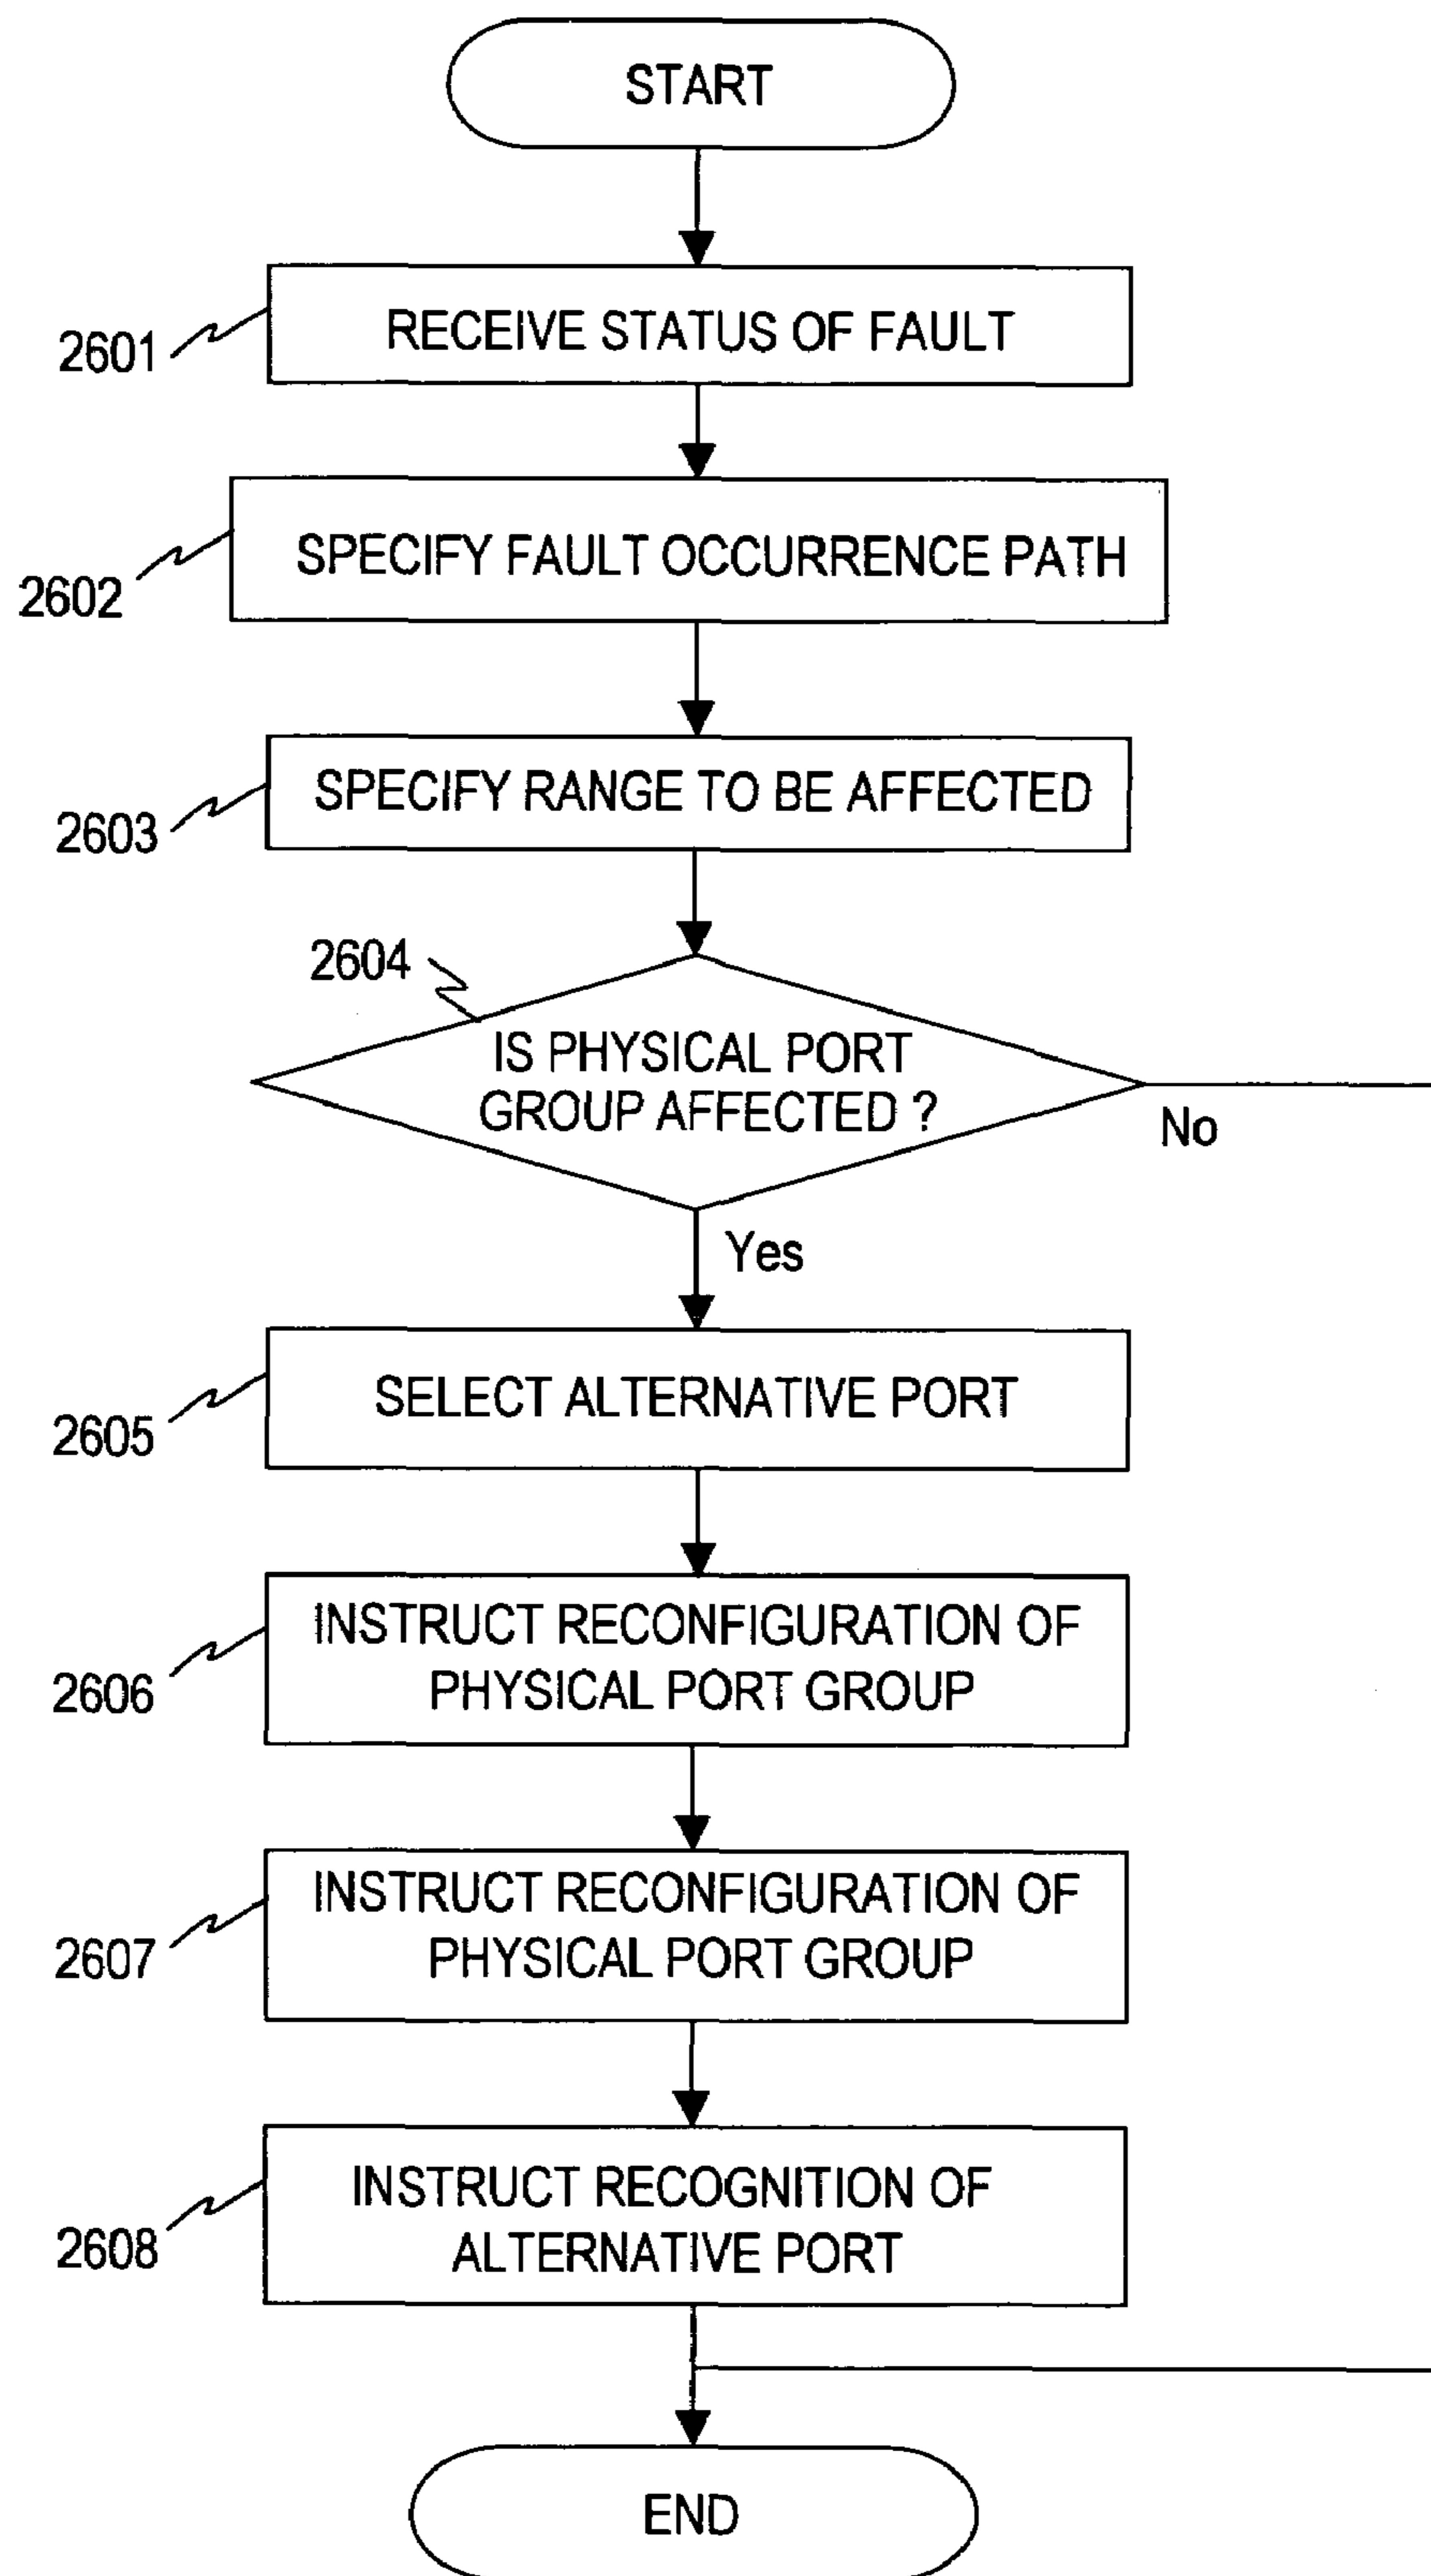 START
2601
RECEIVE STATUS OF FAULT
2602
SPECIFY FAULT OCCURRENCE PATH
2603
SPECIFY RANGE TO BE AFFECTED
2604
IS PHYSICAL PORT
GROUP AFFECTED ?
No
Yes
2605
SELECT ALTERNATIVE PORT
2606
INSTRUCT RECONFIGURATION OF
PHYSICAL PORT GROUP
2607
INSTRUCT RECONFIGURATION OF
PHYSICAL PORT GROUP
2608
INSTRUCT RECOGNITION OF
ALTERNATIVE PORT
END